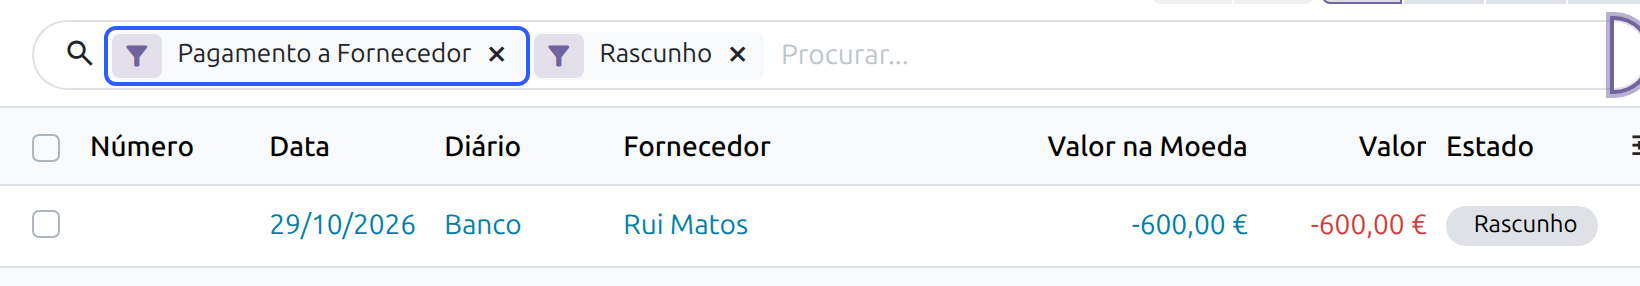 Pagamento a Fornecedor × Rascunho × Procurar...
Número Data Diário Fornecedor Valor na Moeda Valor Estado
29/10/2026 Banco Rui Matos -600,00 € -600,00 € Rascunho